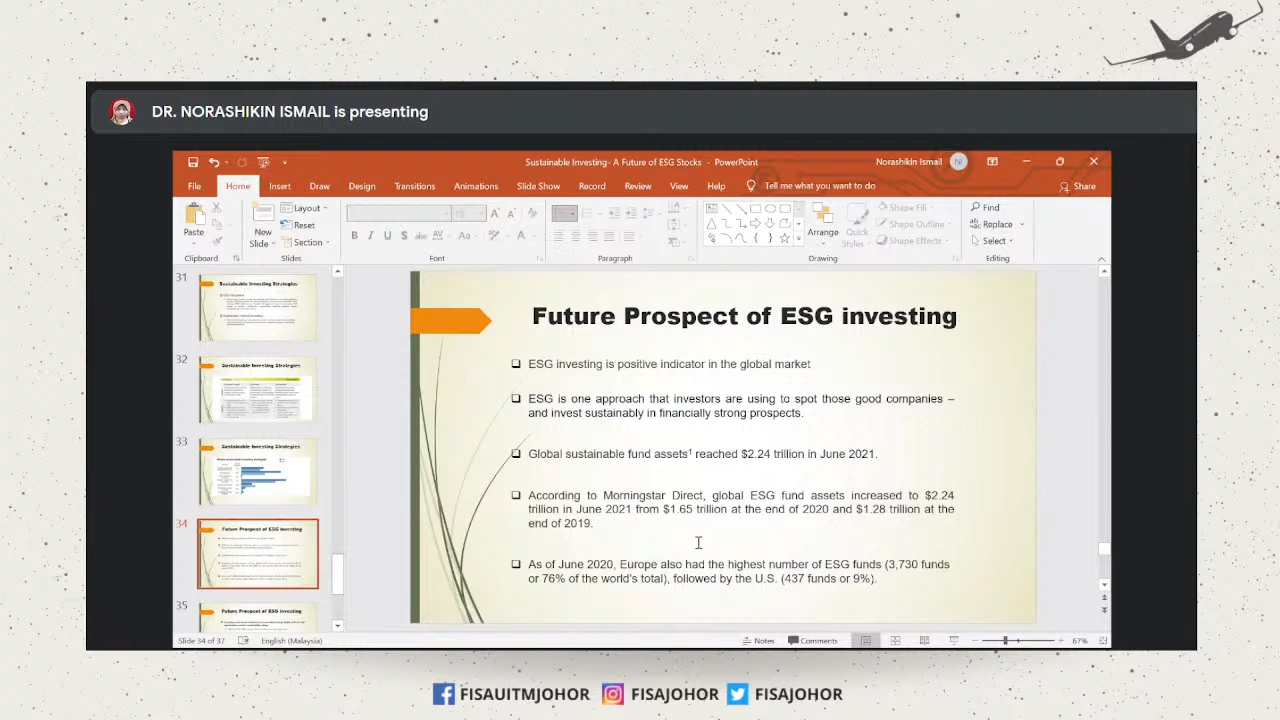 DR. NORASHIKIN ISMAIL is presenting
Sustainable Investing- A Future of ESG Stocks - PowerPoint
Norashikin Ismail
NI
File Home Insert Draw Design Transitions Animations Slide Show Record Review View Help Tell me what you want to do Share
Paste
New Slide
Layout
Reset
Section
Arrange
Quick Styles
Shape Fill
Shape Outline
Shape Effects
Find
Replace
Select
Clipboard Slides Font Paragraph Drawing Editing
31
Sustainable Investing Strategies
32
Sustainable Investing Strategies
33
Sustainable Investing Strategies
34
Future Prospect of ESG Investing
35
Future Prospect of ESG Investing
Future Prospect of ESG investing
ESG investing is positive indicator in the global market
ESG is one approach that investors are using to spot those good companies
and invest sustainably in financially strong prospects.
Global sustainable fund assets¹ reached $2.24 trillion in June 2021.
According to Morningstar Direct, global ESG fund assets increased to $2.24
trillion in June 2021 from $1.65 trillion at the end of 2020 and $1.28 trillion at the
end of 2019.
As of June 2020, Europe also had the highest number of ESG funds (3,730 funds
or 76% of the world's total), followed by the U.S. (437 funds or 9%).
Slide 34 of 37 English (Malaysia) Notes Comments 67%
FISAUITMJOHOR FISAJOHOR FISAJOHOR